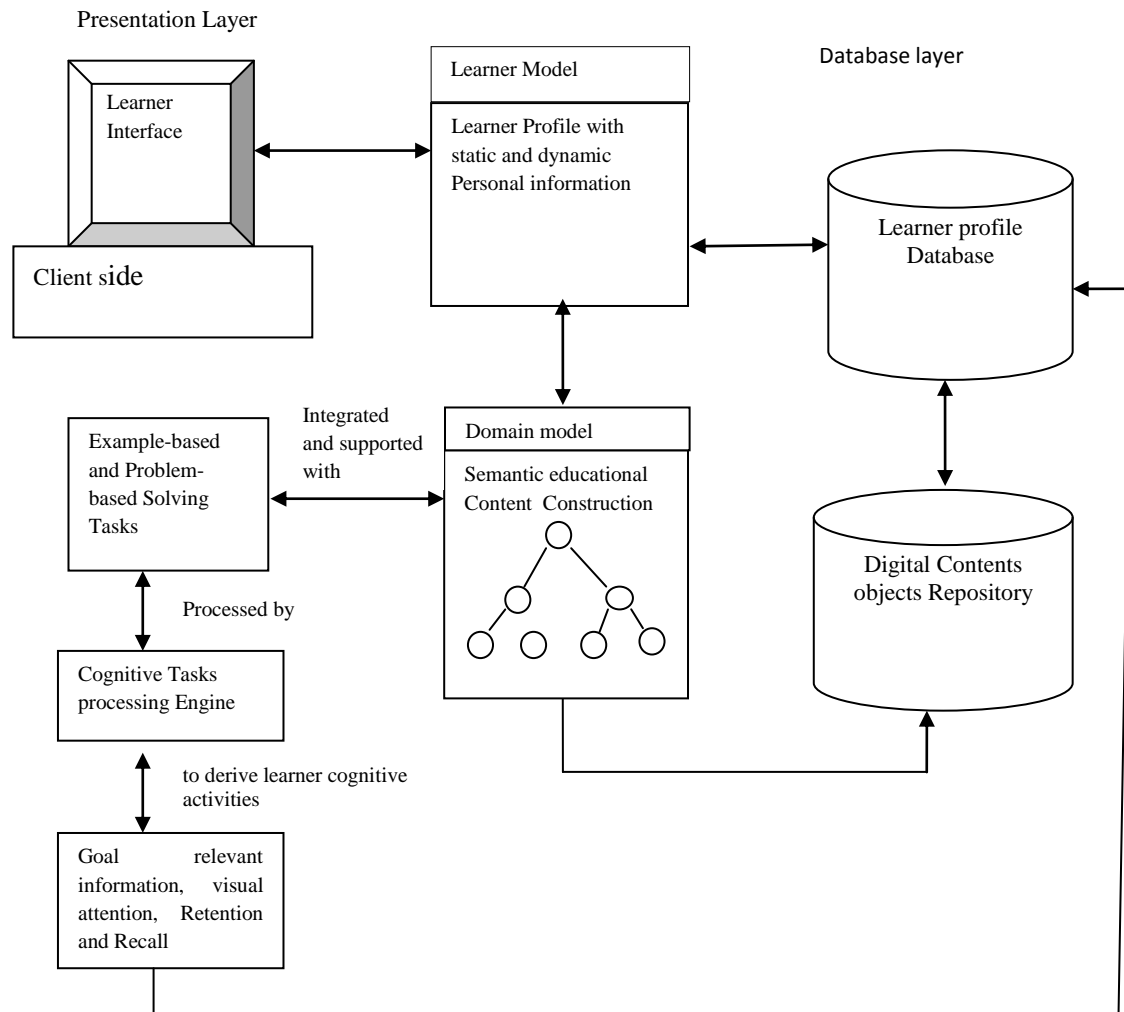 Presentation Layer
Learner
Interface
Client side
Learner Model
Learner Profile with
static and dynamic
Personal information
Database layer
Learner profile
Database
Example-based
and Problem-
based Solving
Tasks
Integrated
and supported
with
Domain model
Semantic educational
Content Construction
Digital Contents
objects Repository
Processed by
Cognitive Tasks
processing Engine
to derive learner cognitive
activities
Goal relevant
information, visual
attention, Retention
and Recall